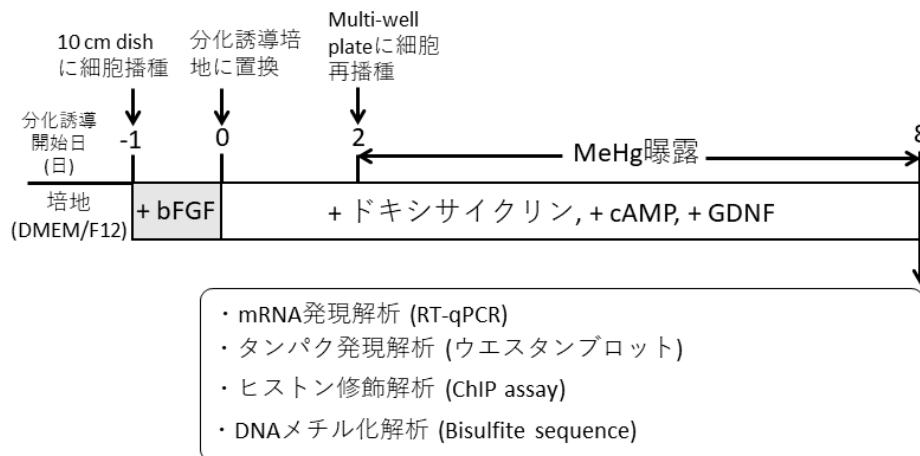 10 cm dish
に細胞播種
分化誘導培
地に置換
Multi-well
plateに細胞
再播種
分化誘導
開始日
(日)
-1
0
2
MeHg曝露
8
培地
(DMEM/F12)
+ bFGF
+ ドキシサイクリン, + cAMP, + GDNF
・mRNA発現解析 (RT-qPCR)
・タンパク発現解析 (ウエスタンブロット)
・ヒストン修飾解析 (ChIP assay)
・DNAメチル化解析 (Bisulfite sequence)